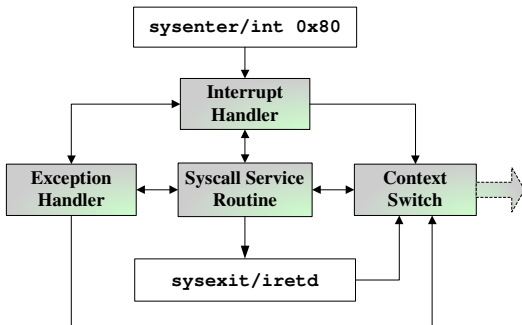 sysenter/int 0x80
Interrupt
Handler
Exception
Handler
Syscall Service
Routine
Context
Switch
sysexit/iretd